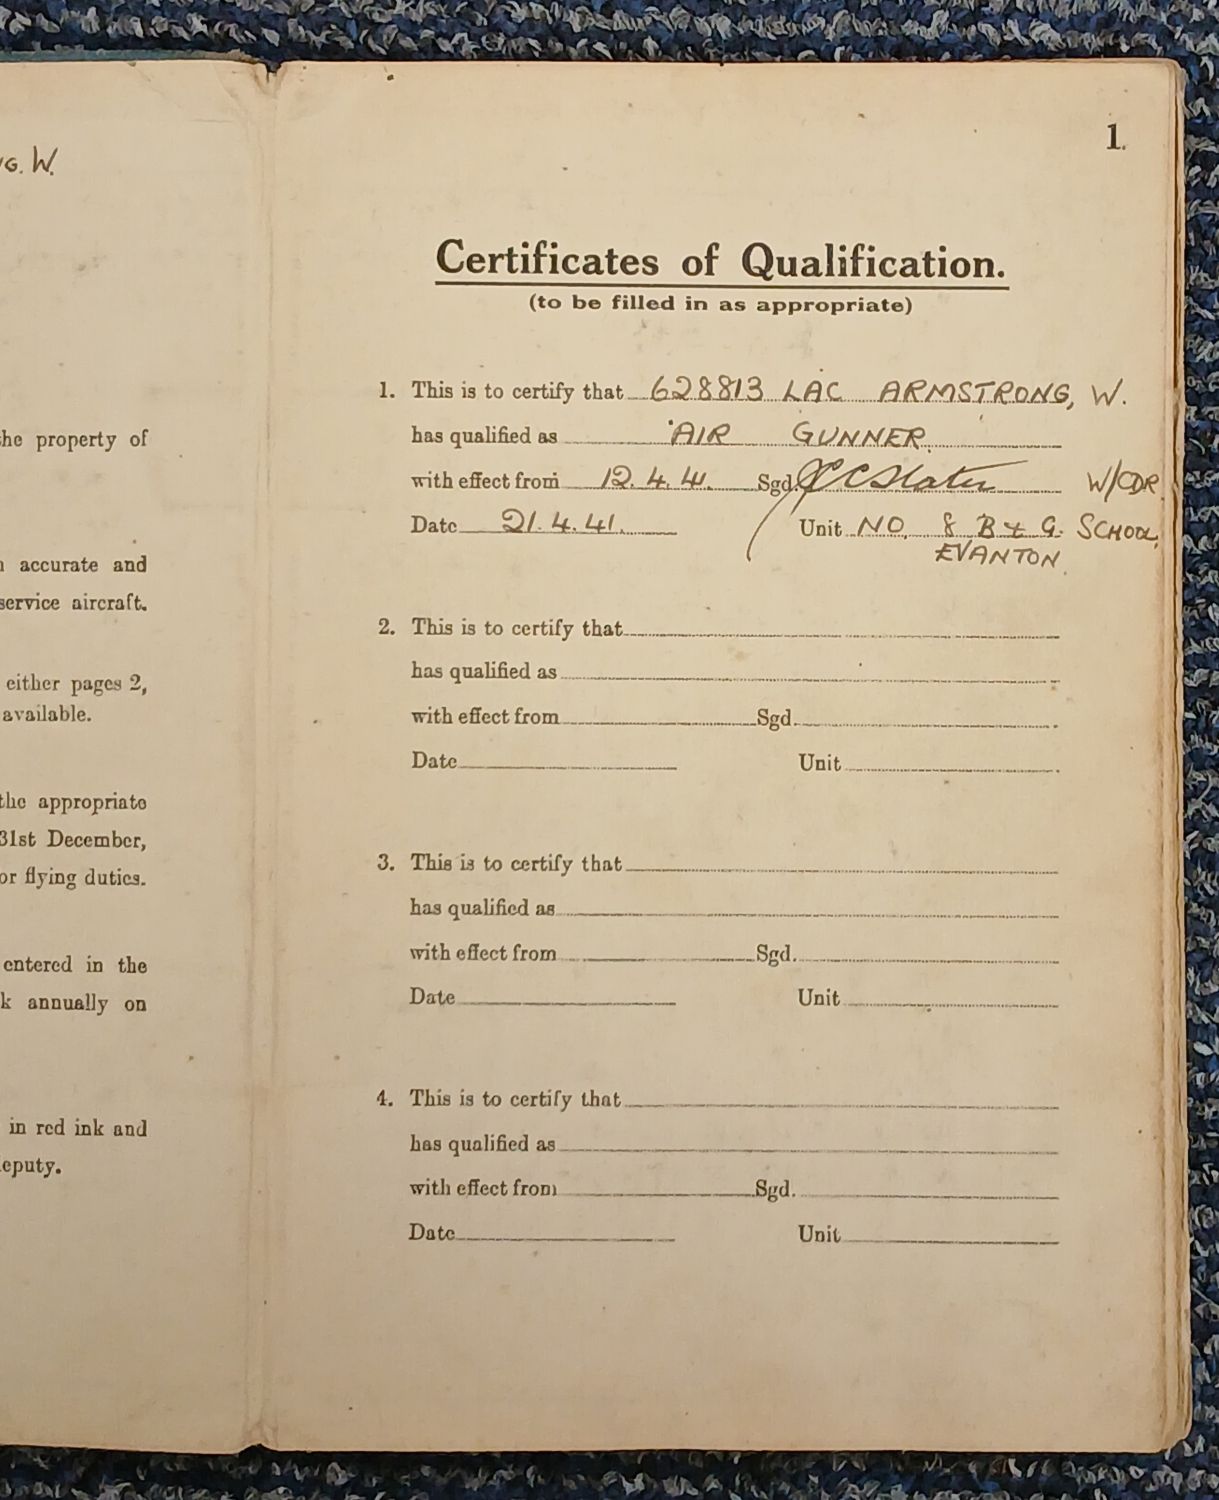 G. W.
the property of
accurate and
service aircraft.
either pages 2,
available.
the appropriate
31st December,
or flying duties.
entered in the
k annually on
in red ink and
deputy.
1.
Certificates of Qualification.
(to be filled in as appropriate)
1. This is to certify that 628813 LAC ARMSTRONG, W.
has qualified as AIR GUNNER.
with effect from 12.4.41. Sgd. W/CDR.
Date 21.4.41. Unit NO. 8 B & G. SCHOOL,
EVANTON.
2. This is to certify that
has qualified as
with effect from Sgd.
Date Unit
3. This is to certify that
has qualified as
with effect from Sgd.
Date Unit
4. This is to certify that
has qualified as
with effect from Sgd.
Date Unit